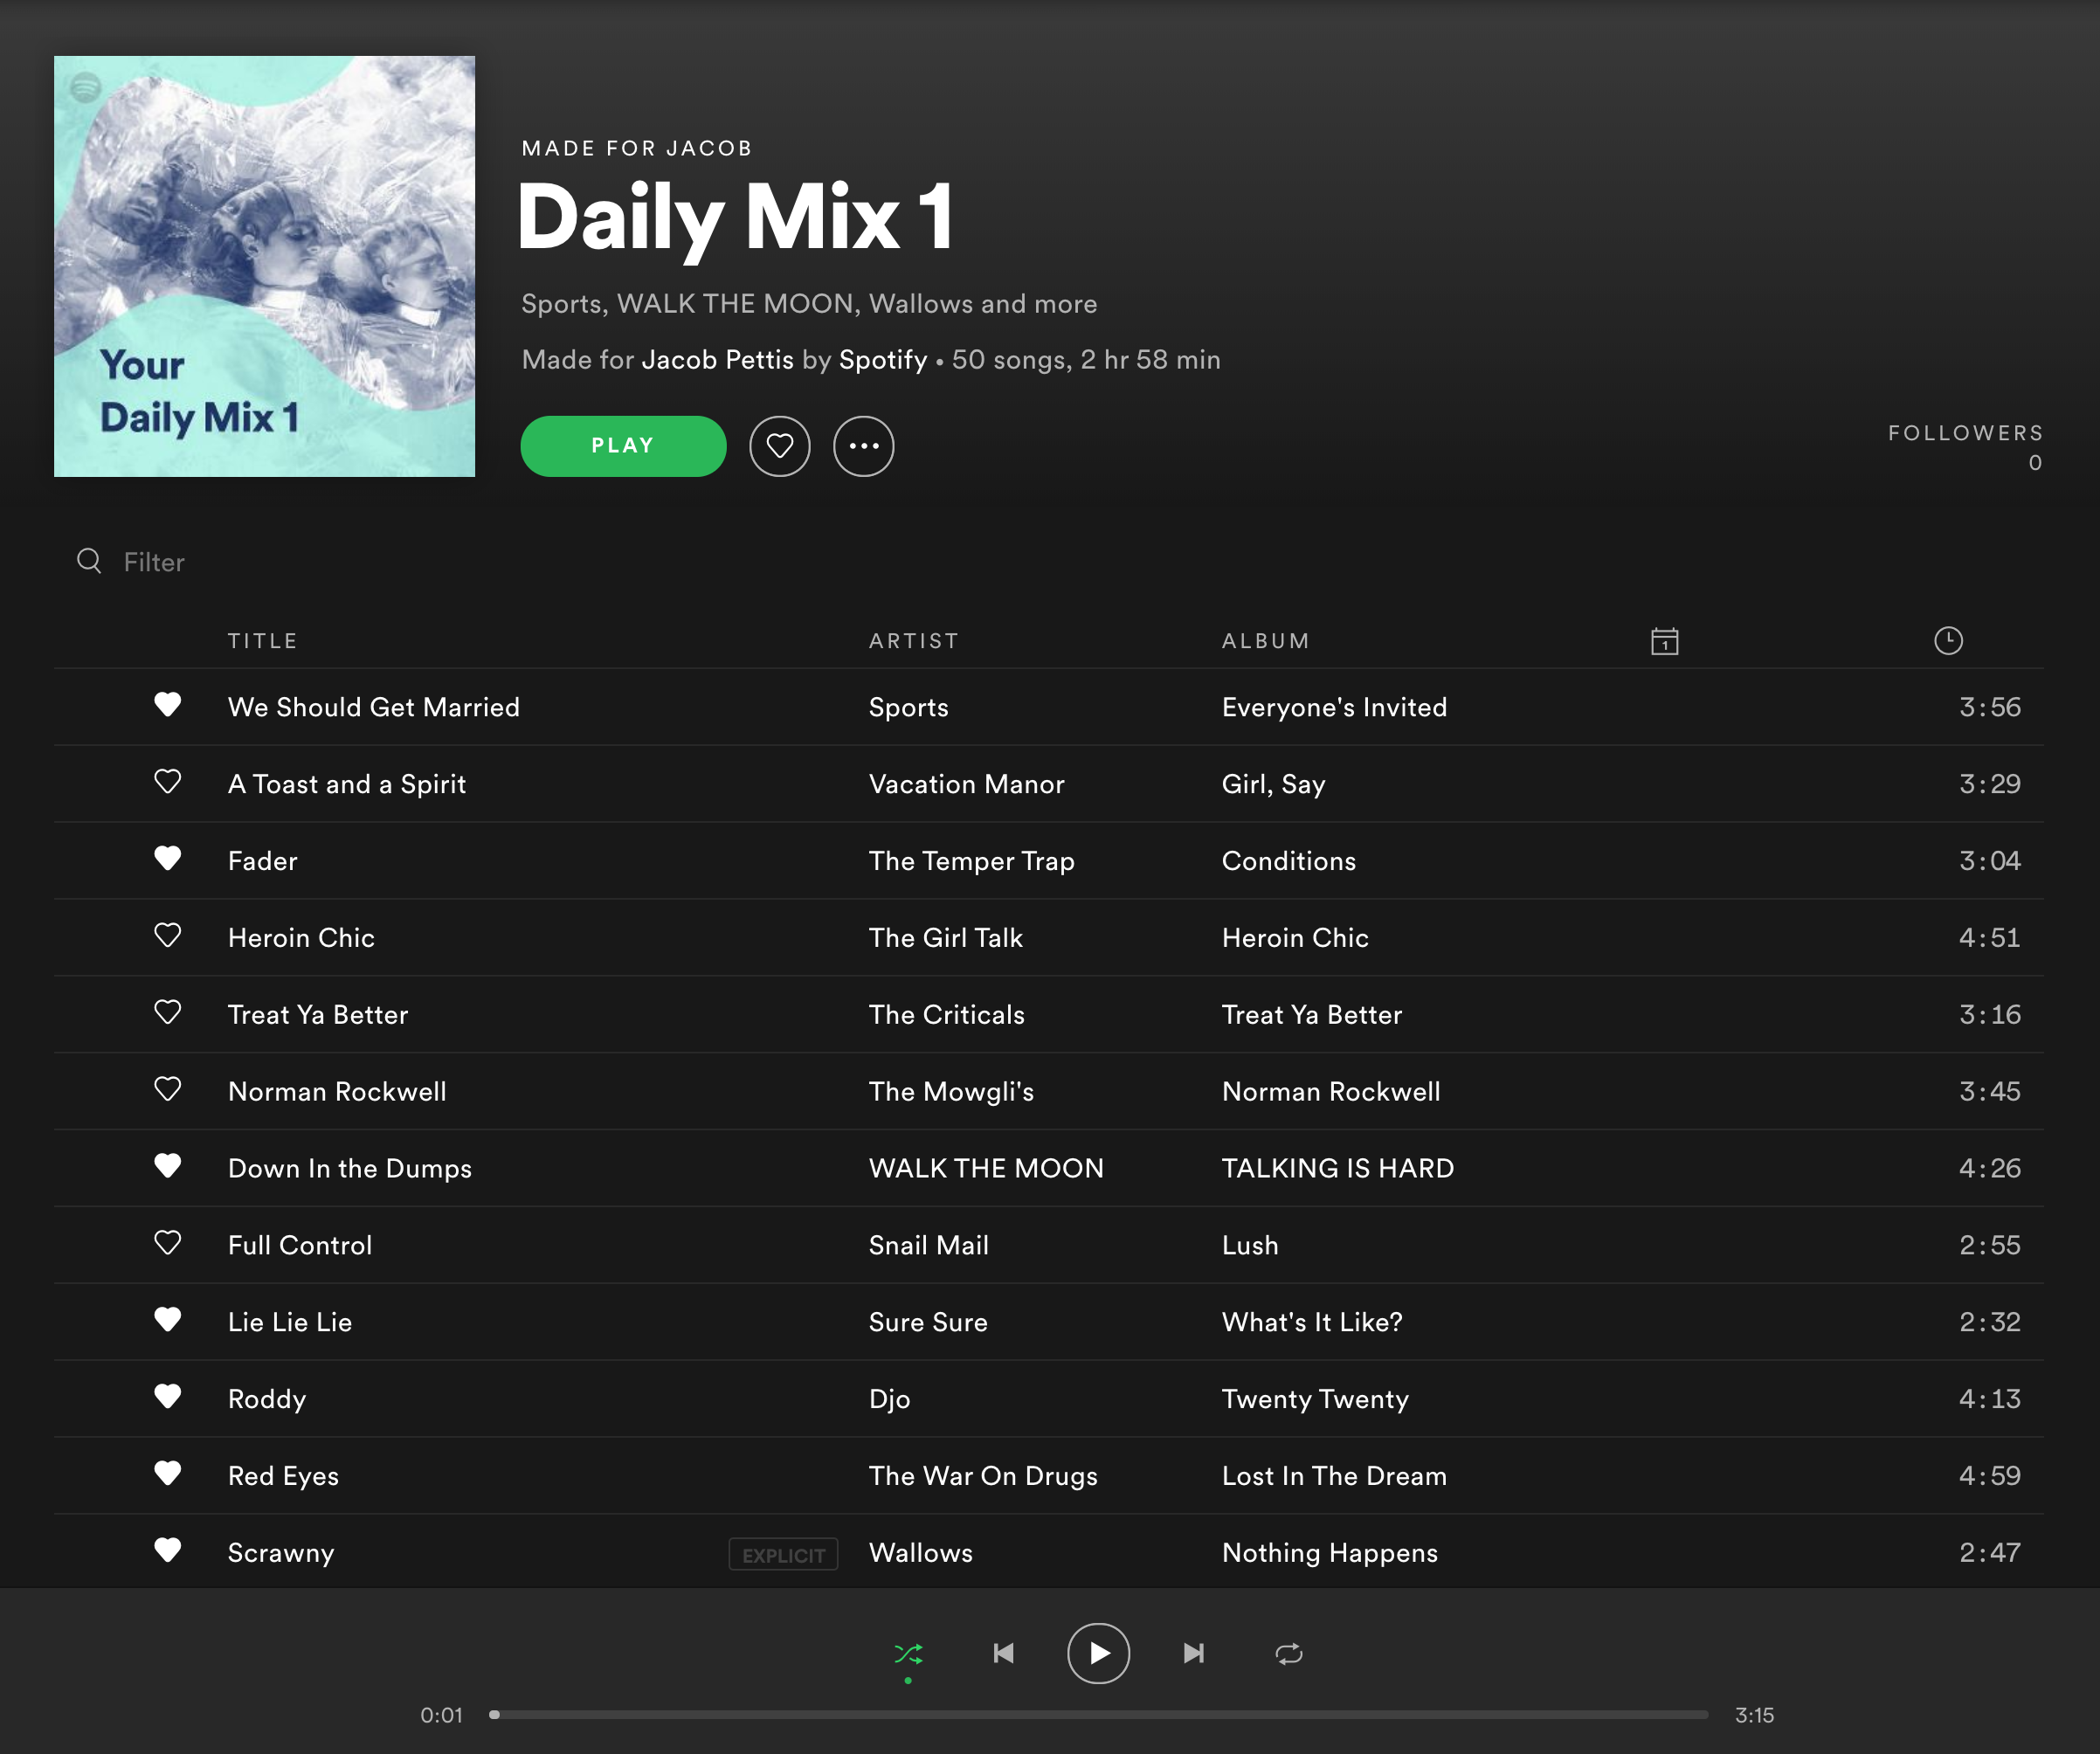 Your
Daily Mix 1
MADE FOR JACOB
Daily Mix 1
Sports, WALK THE MOON, Wallows and more
Made for Jacob Pettis by Spotify • 50 songs, 2 hr 58 min
PLAY
FOLLOWERS
0
Filter
TITLE ARTIST ALBUM 1
We Should Get Married Sports Everyone's Invited 3:56
A Toast and a Spirit Vacation Manor Girl, Say 3:29
Fader The Temper Trap Conditions 3:04
Heroin Chic The Girl Talk Heroin Chic 4:51
Treat Ya Better The Criticals Treat Ya Better 3:16
Norman Rockwell The Mowgli's Norman Rockwell 3:45
Down In the Dumps WALK THE MOON TALKING IS HARD 4:26
Full Control Snail Mail Lush 2:55
Lie Lie Lie Sure Sure What's It Like? 2:32
Roddy Djo Twenty Twenty 4:13
Red Eyes The War On Drugs Lost In The Dream 4:59
Scrawny EXPLICIT Wallows Nothing Happens 2:47
0:01 3:15